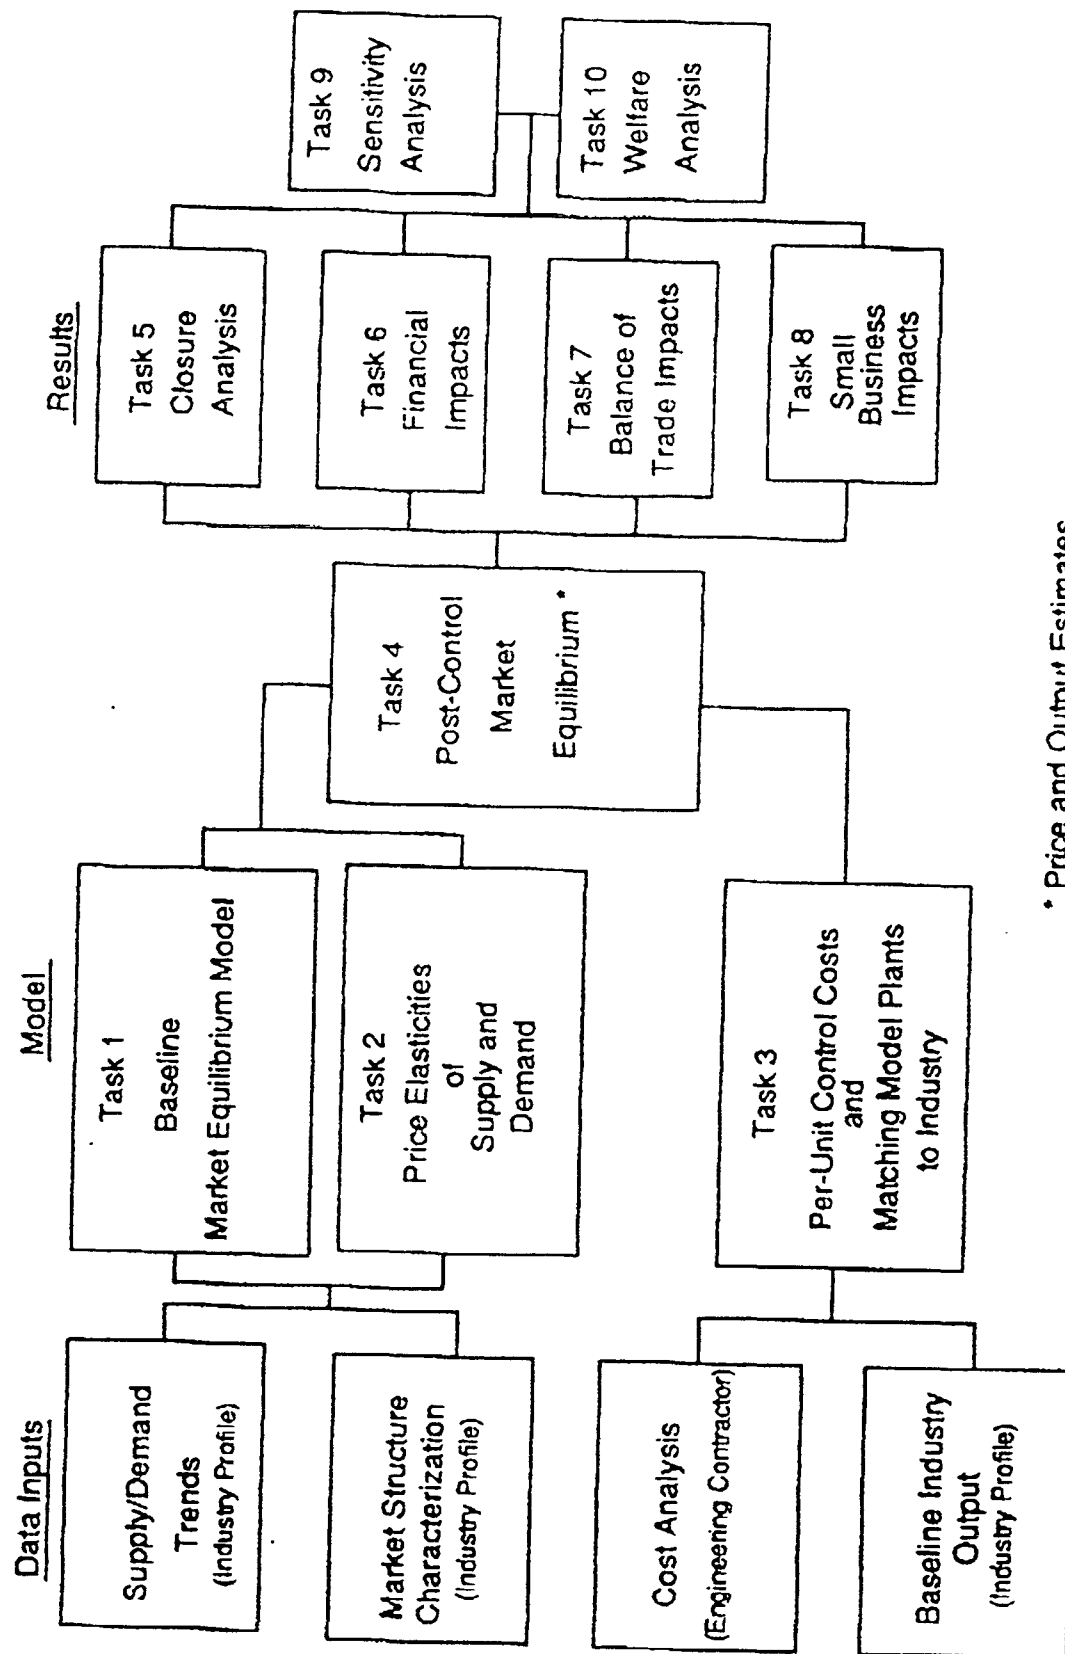 Data Inputs
Supply/Demand
Trends
(Industry Profile)
Market Structure
Characterization
(Industry Profile)
Cost Analysis
(Engineering Contractor)
Baseline Industry
Output
(Industry Profile)
Model
Task 1
Baseline
Market Equilibrium Model
Task 2
Price Elasticities
of
Supply and
Demand
Task 3
Per-Unit Control Costs
and
Matching Model Plants
to Industry
Task 4
Post-Control
Market
Equilibrium *
Results
Task 5
Closure
Analysis
Task 6
Financial
Impacts
Task 7
Balance of
Trade Impacts
Task 8
Small
Business
Impacts
Task 9
Sensitivity
Analysis
Task 10
Welfare
Analysis
* Price and Output Estimates